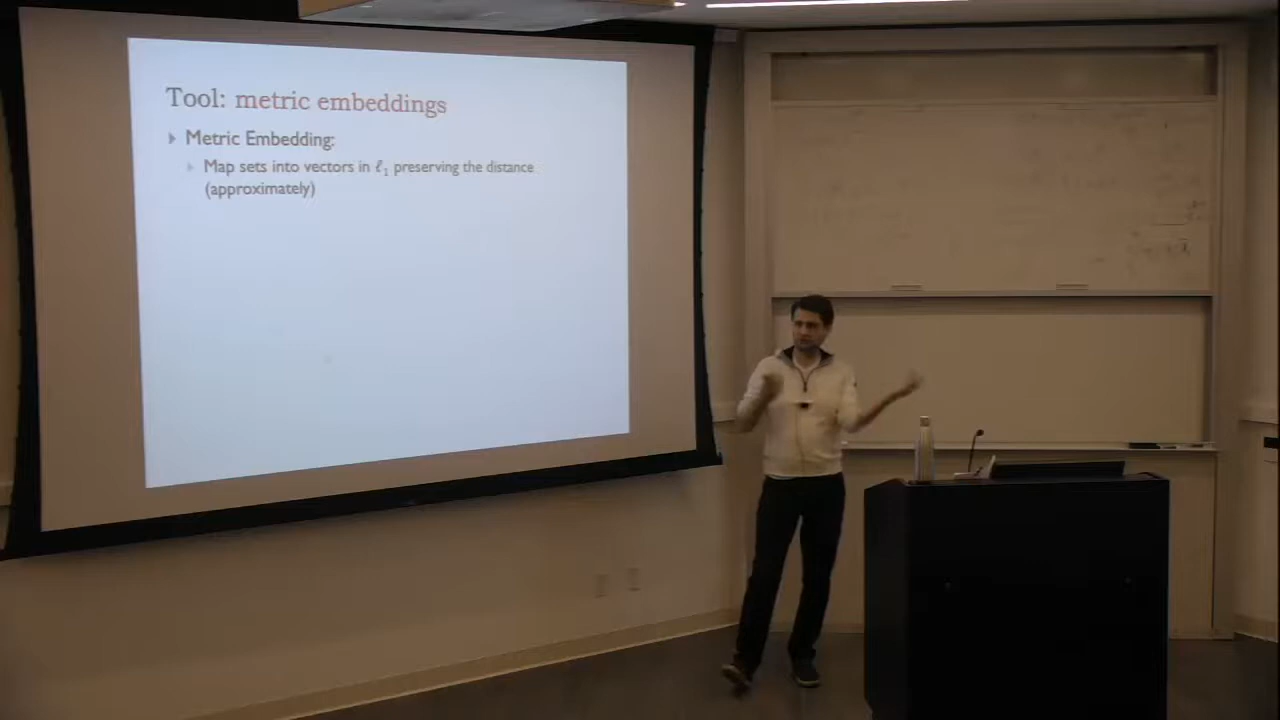 Tool: metric embeddings
Metric Embedding:
Map sets into vectors in ℓ₁ preserving the distance
(approximately)